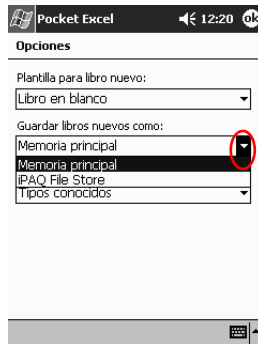 Pocket Excel 12:20 ok
Opciones
Plantilla para libro nuevo:
Libro en blanco
Guardar libros nuevos como:
Memoria principal
Memoria principal
iPAQ File Store
Tipos conocidos